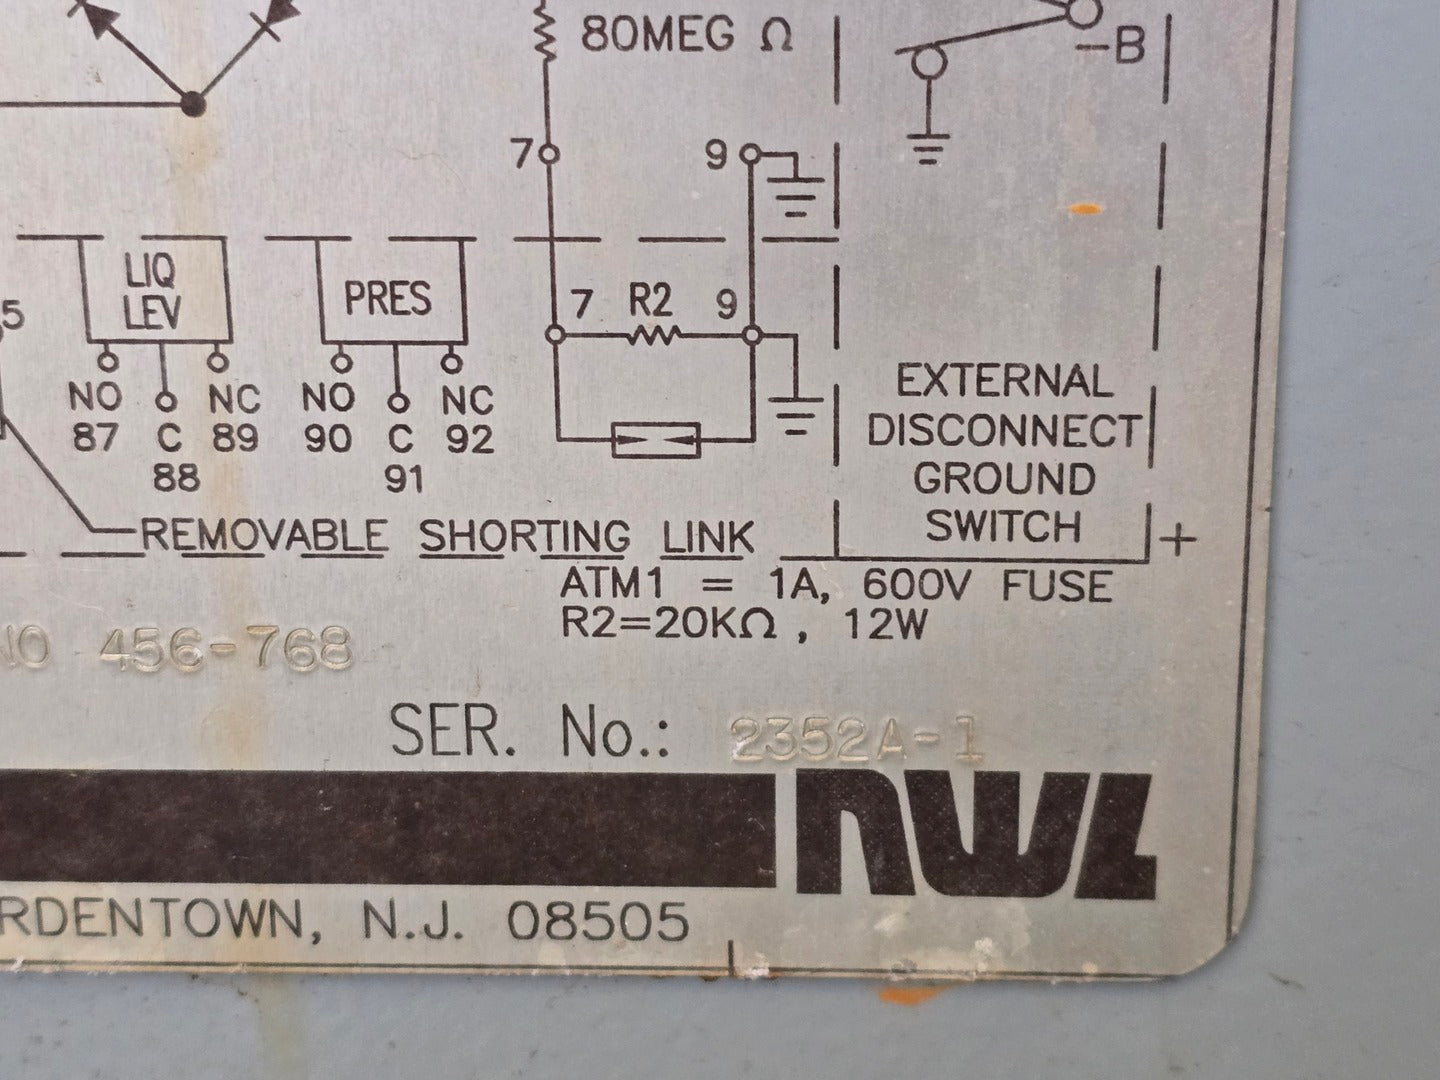 80MEG Ω
-B
7
9
LIQ
LEV
PRES
7 R2 9
5
NO
C
NC
87
88
89
NO
C
NC
90
91
92
EXTERNAL
DISCONNECT
GROUND
SWITCH
REMOVABLE SHORTING LINK
+
ATM1 = 1A, 600V FUSE
R2=20KΩ, 12W
NO 456-768
SER. No.: 2352A-1
NWL
RDENTOWN, N.J. 08505